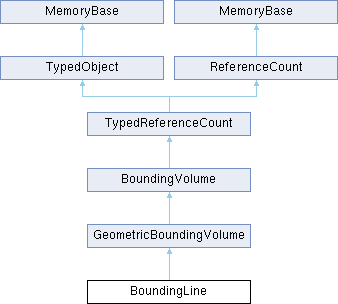 MemoryBase MemoryBase
TypedObject ReferenceCount
TypedReferenceCount
BoundingVolume
GeometricBoundingVolume
BoundingLine